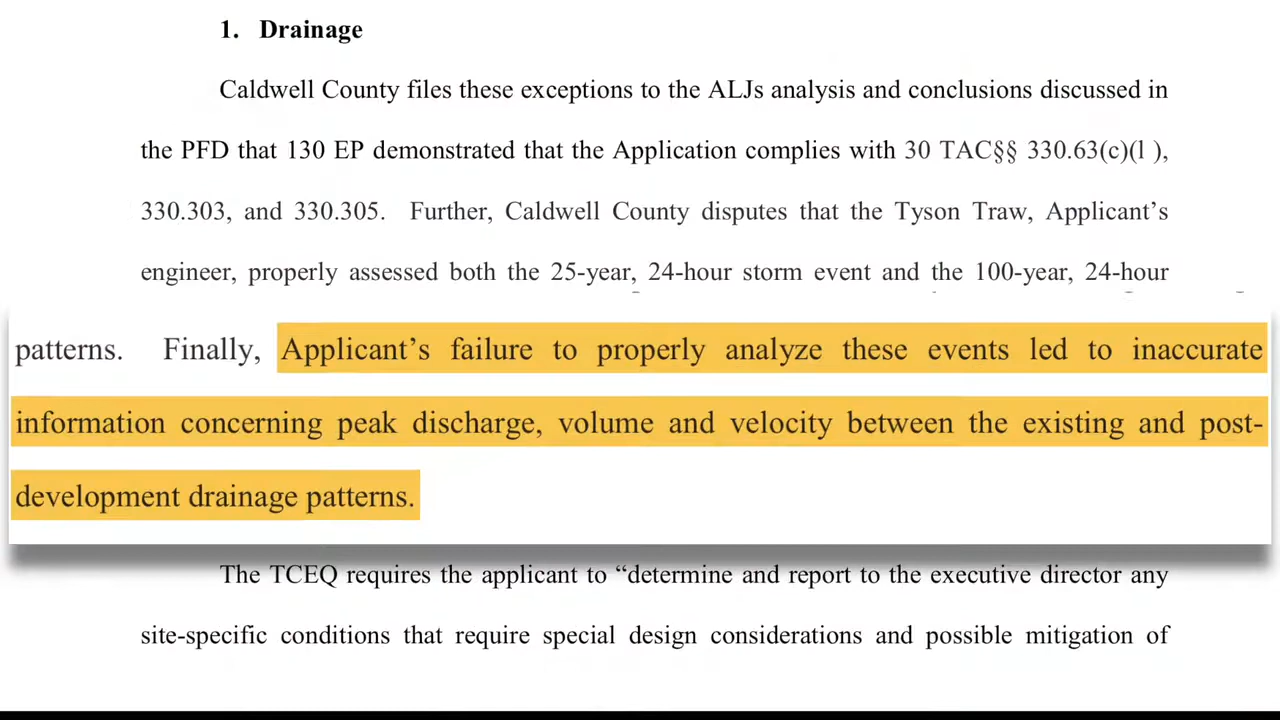 1. Drainage
Caldwell County files these exceptions to the ALJs analysis and conclusions discussed in
the PFD that 130 EP demonstrated that the Application complies with 30 TAC§§ 330.63(c)(l ),
330.303, and 330.305. Further, Caldwell County disputes that the Tyson Traw, Applicant’s
engineer, properly assessed both the 25-year, 24-hour storm event and the 100-year, 24-hour
patterns. Finally, Applicant’s failure to properly analyze these events led to inaccurate
information concerning peak discharge, volume and velocity between the existing and post-
development drainage patterns.
The TCEQ requires the applicant to “determine and report to the executive director any
site-specific conditions that require special design considerations and possible mitigation of